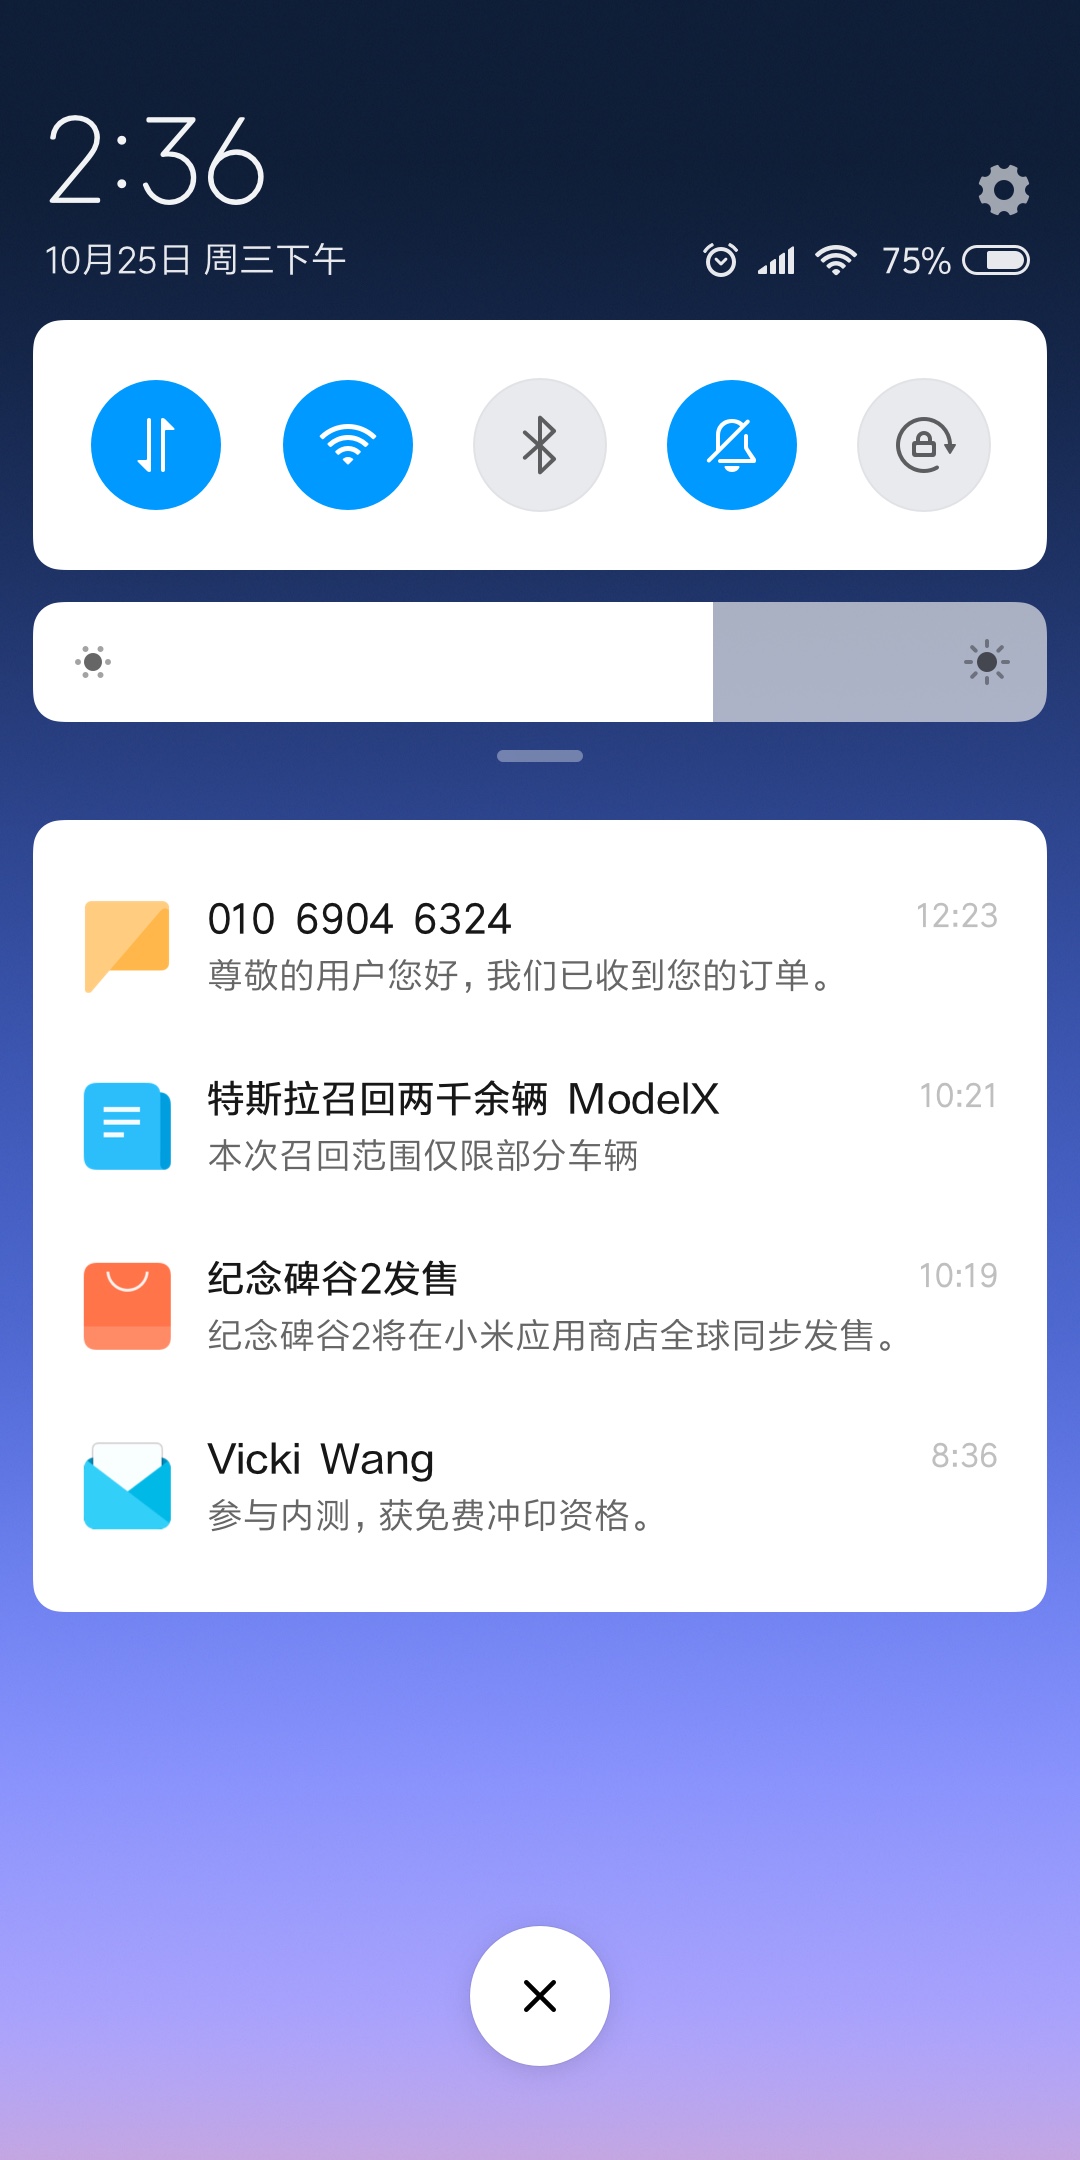 2:36
10月25日 周三下午
75%
010 6904 6324
12:23
尊敬的用户您好，我们已收到您的订单。
特斯拉召回两千余辆 ModelX
10:21
本次召回范围仅限部分车辆
纪念碑谷2发售
10:19
纪念碑谷2将在小米应用商店全球同步发售。
Vicki Wang
8:36
参与内测，获免费冲印资格。